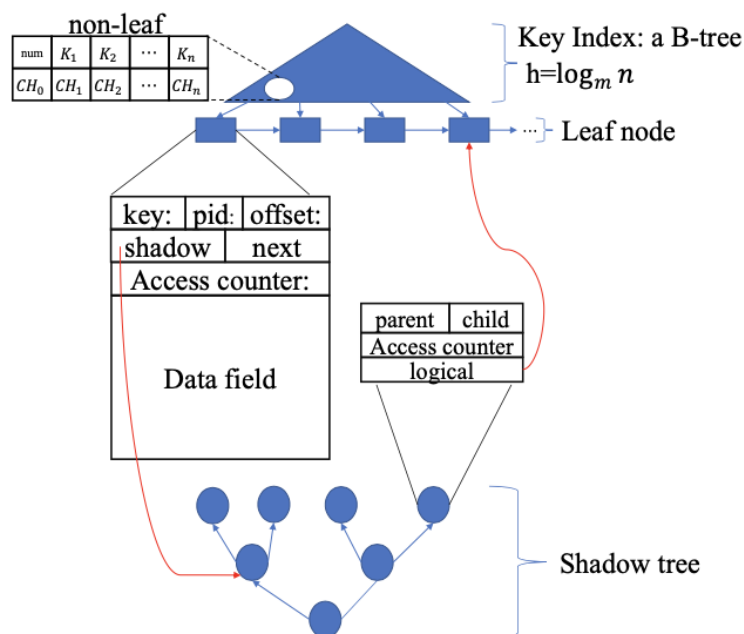 non-leaf
num K₁ K₂ ⋯ Kₙ
CH₀ CH₁ CH₂ ⋯ CHₙ
Key Index: a B-tree
h=logₘ n
⋯
Leaf node
key: pid: offset:
shadow next
Access counter:
Data field
parent child
Access counter
logical
Shadow tree